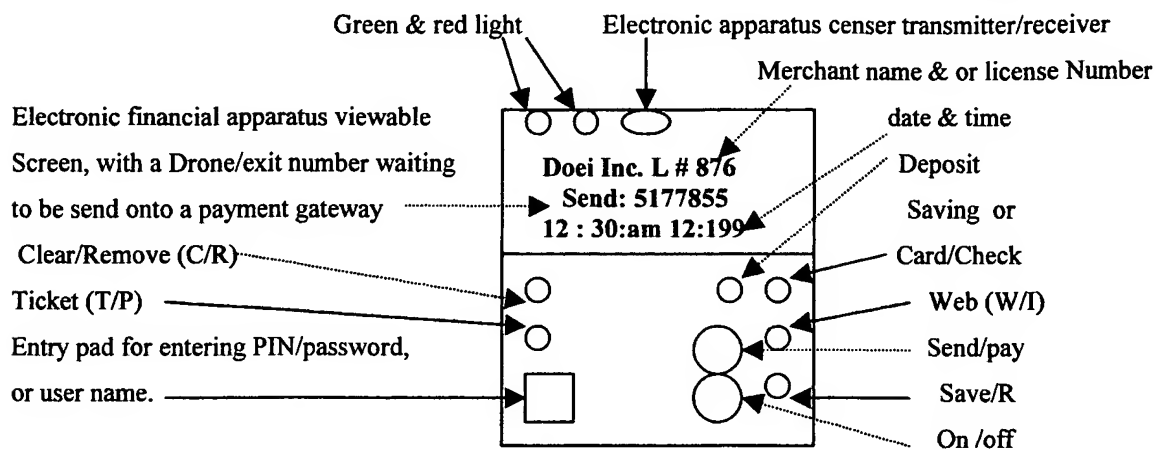 Green & red light
Electronic apparatus censer transmitter/receiver
Merchant name & or license Number
Electronic financial apparatus viewable
date & time
Screen, with a Drone/exit number waiting
Deposit
to be send onto a payment gateway
Saving or
Clear/Remove (C/R)
Card/Check
Ticket (T/P)
Web (W/I)
Entry pad for entering PIN/password,
Send/pay
or user name.
Save/R
On /off
Doei Inc. L # 876
Send: 5177855
12 : 30:am 12:199